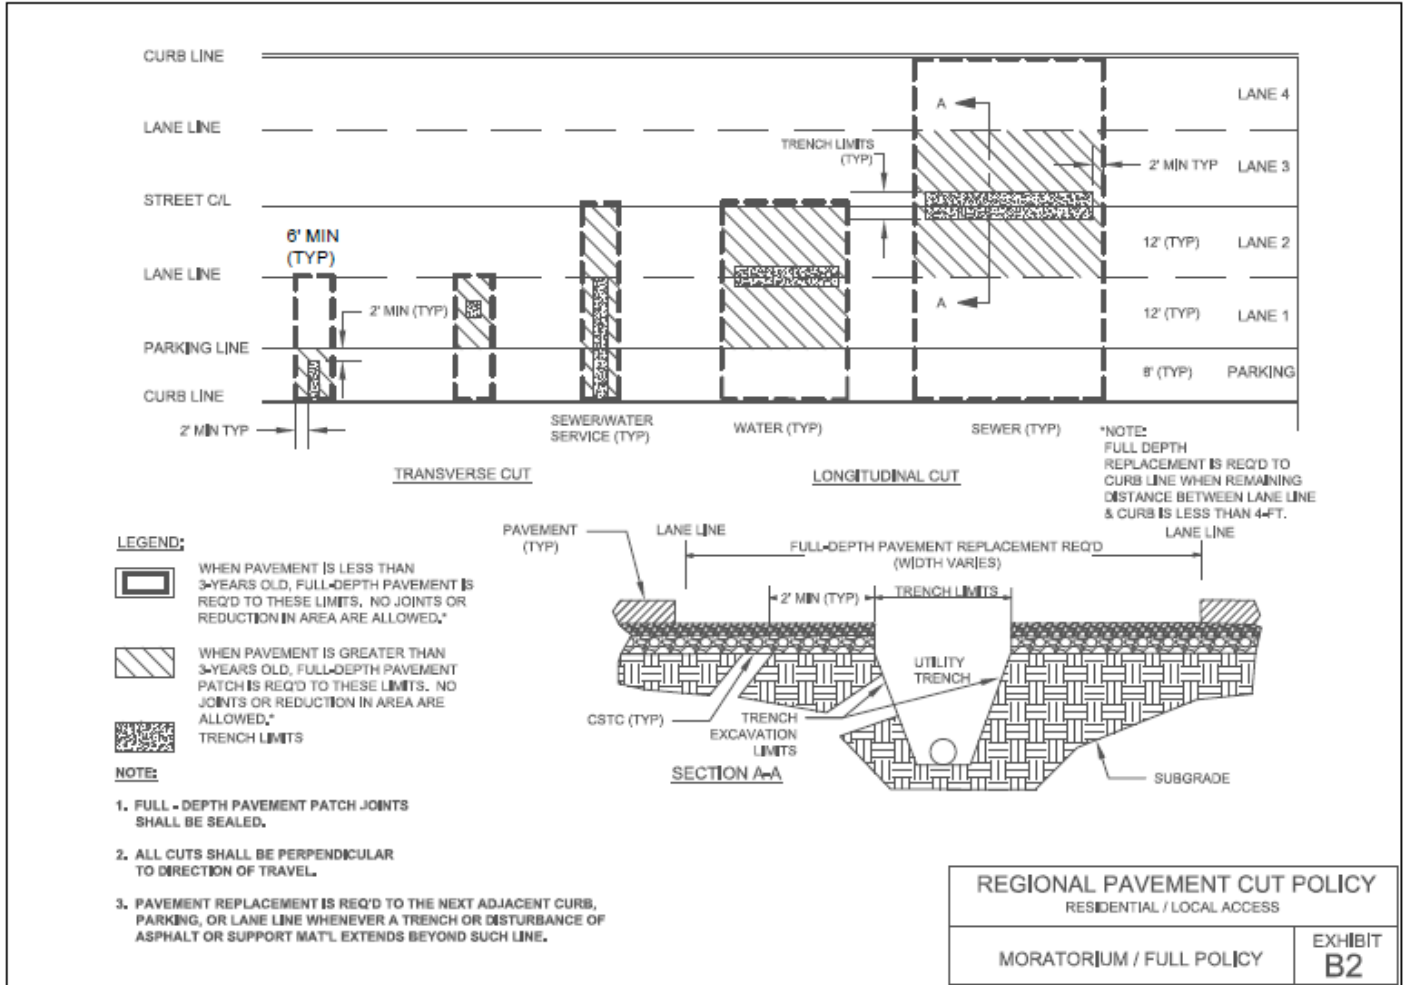 CURB LINE
LANE 4
A
LANE LINE
TRENCH LIMITS
(TYP)
2' MIN TYP
LANE 3
STREET C/L
6' MIN
(TYP)
12' (TYP)
LANE 2
LANE LINE
2' MIN (TYP)
A
12' (TYP)
LANE 1
PARKING LINE
8' (TYP)
PARKING
CURB LINE
2' MIN TYP
SEWER/WATER
SERVICE (TYP)
WATER (TYP)
SEWER (TYP)
*NOTE:
FULL DEPTH
REPLACEMENT IS REQ'D TO
CURB LINE WHEN REMAINING
DISTANCE BETWEEN LANE LINE
& CURB IS LESS THAN 4-FT.
TRANSVERSE CUT
LONGITUDINAL CUT
LEGEND:
WHEN PAVEMENT IS LESS THAN
3-YEARS OLD, FULL-DEPTH PAVEMENT IS
REQ'D TO THESE LIMITS. NO JOINTS OR
REDUCTION IN AREA ARE ALLOWED.*
WHEN PAVEMENT IS GREATER THAN
3-YEARS OLD, FULL-DEPTH PAVEMENT
PATCH IS REQ'D TO THESE LIMITS. NO
JOINTS OR REDUCTION IN AREA ARE
ALLOWED.*
TRENCH LIMITS
PAVEMENT
(TYP)
LANE LINE
LANE LINE
FULL-DEPTH PAVEMENT REPLACEMENT REQ'D
(WIDTH VARIES)
2' MIN (TYP)
TRENCH LIMITS
UTILITY
TRENCH
CSTC (TYP)
TRENCH
EXCAVATION
LIMITS
SECTION A-A
SUBGRADE
NOTE:
1. FULL - DEPTH PAVEMENT PATCH JOINTS
SHALL BE SEALED.
2. ALL CUTS SHALL BE PERPENDICULAR
TO DIRECTION OF TRAVEL.
3. PAVEMENT REPLACEMENT IS REQ'D TO THE NEXT ADJACENT CURB,
PARKING, OR LANE LINE WHENEVER A TRENCH OR DISTURBANCE OF
ASPHALT OR SUPPORT MAT'L EXTENDS BEYOND SUCH LINE.
REGIONAL PAVEMENT CUT POLICY
RESIDENTIAL / LOCAL ACCESS
MORATORIUM / FULL POLICY
EXHIBIT
B2